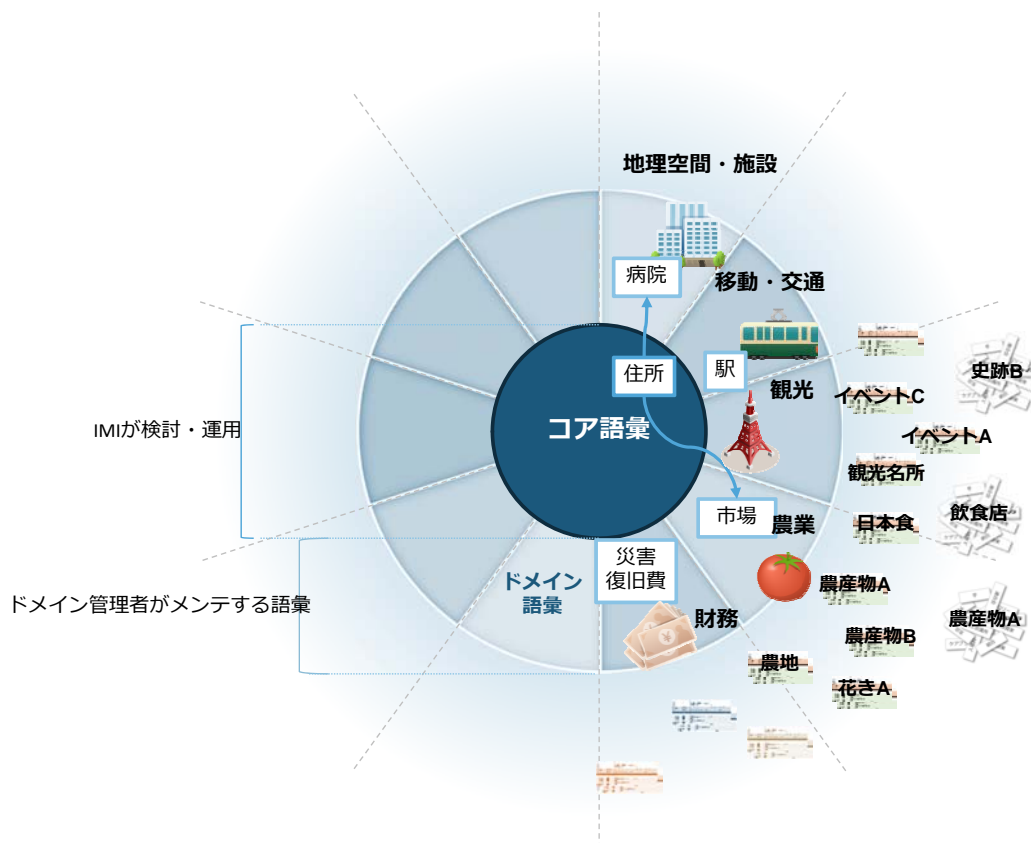 地理空間・施設
病院
移動・交通
住所
駅
観光
史跡B
イベントC
コア語彙
IMIが検討・運用
イベントA
観光名所
市場
農業
日本食
飲食店
災害
復旧費
ドメイン
語彙
農産物A
ドメイン管理者がメンテする語彙
財務
農産物A
農産物B
農地
花きA